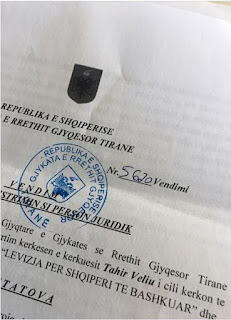 REPUBLIKA E SHQIPERISE
E RRETHIT GJYQESOR TIRANE
Nr. 5620 Vendimi
REPUBLIKA E SHQIPERISE
GJYKATA E RRETHIT GJYQESOR
TIRANE
VENDIM
SI PERSON JURIDIK
Gjyqtare e Gjykates se Rrethit Gjyqesor Tirane
kerkesen e kerkuesit Tahir Veliu i cili kerkon te
"LEVIZJA PER SHQIPERI TE BASHKUAR" dhe
TATOVA